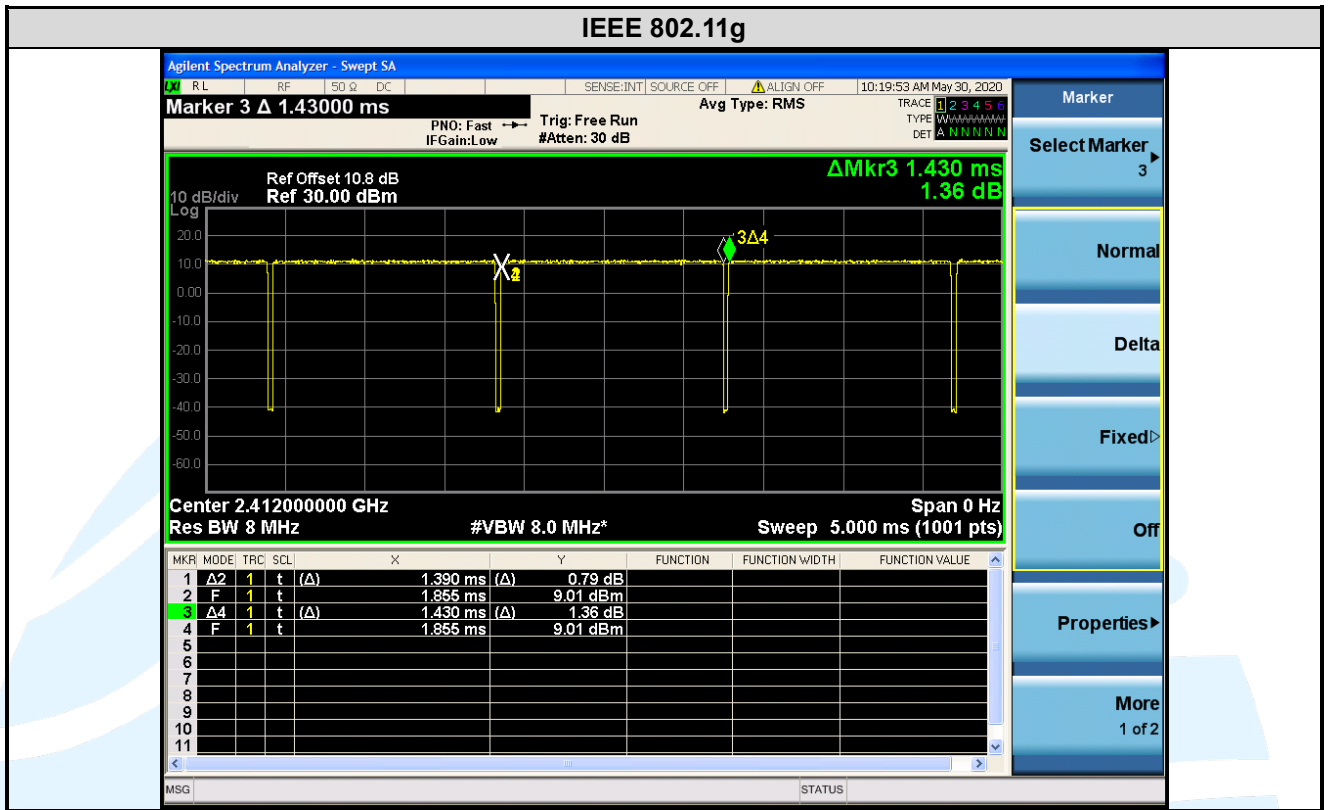 IEEE 802.11g
Agilent Spectrum Analyzer - Swept SA
LXI RL RF 50 Ω DC SENSE:INT SOURCE OFF ALIGN OFF 10:19:53 AM May 30, 2020
Marker 3 Δ 1.43000 ms
PNO: Fast
IFGain:Low
Trig: Free Run
#Atten: 30 dB
Avg Type: RMS
TRACE 1 2 3 4 5 6
TYPE WWWWWW
DET A N N N N N
ΔMkr3 1.430 ms
1.36 dB
Ref Offset 10.8 dB
10 dB/div Ref 30.00 dBm
Log
20.0
10.0
0.00
-10.0
-20.0
-30.0
-40.0
-50.0
-60.0
3Δ4
Center 2.412000000 GHz Span 0 Hz
Res BW 8 MHz #VBW 8.0 MHz* Sweep 5.000 ms (1001 pts)
MKR MODE TRC SCL X Y FUNCTION FUNCTION WIDTH FUNCTION VALUE
1 Δ2 1 t (Δ) 1.390 ms (Δ) 0.79 dB
2 F 1 t 1.855 ms 9.01 dBm
3 Δ4 1 t (Δ) 1.430 ms (Δ) 1.36 dB
4 F 1 t 1.855 ms 9.01 dBm
5
6
7
8
9
10
11
MSG STATUS
Marker
Select Marker
3
Normal
Delta
Fixed
Off
Properties
More
1 of 2